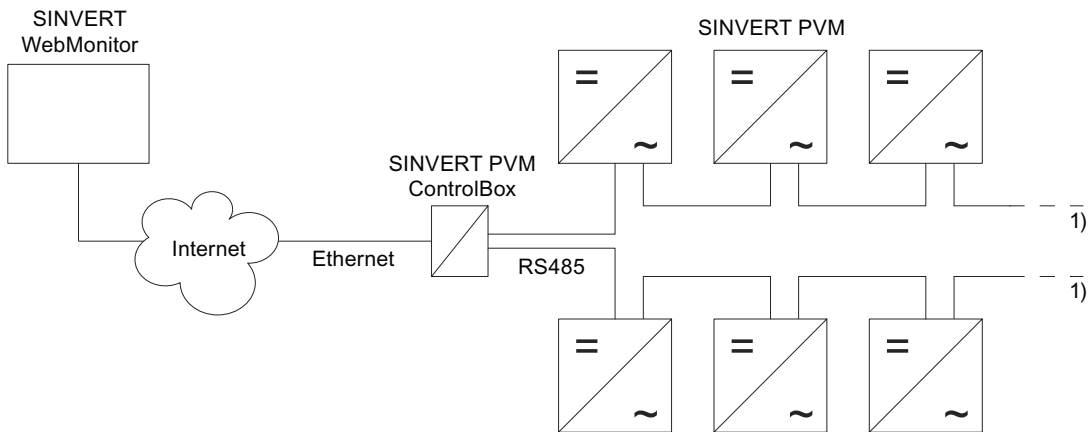 SINVERT
WebMonitor
SINVERT PVM
=
~
=
~
=
~
SINVERT PVM
ControlBox
Internet
Ethernet
RS485
1)
1)
=
~
=
~
=
~